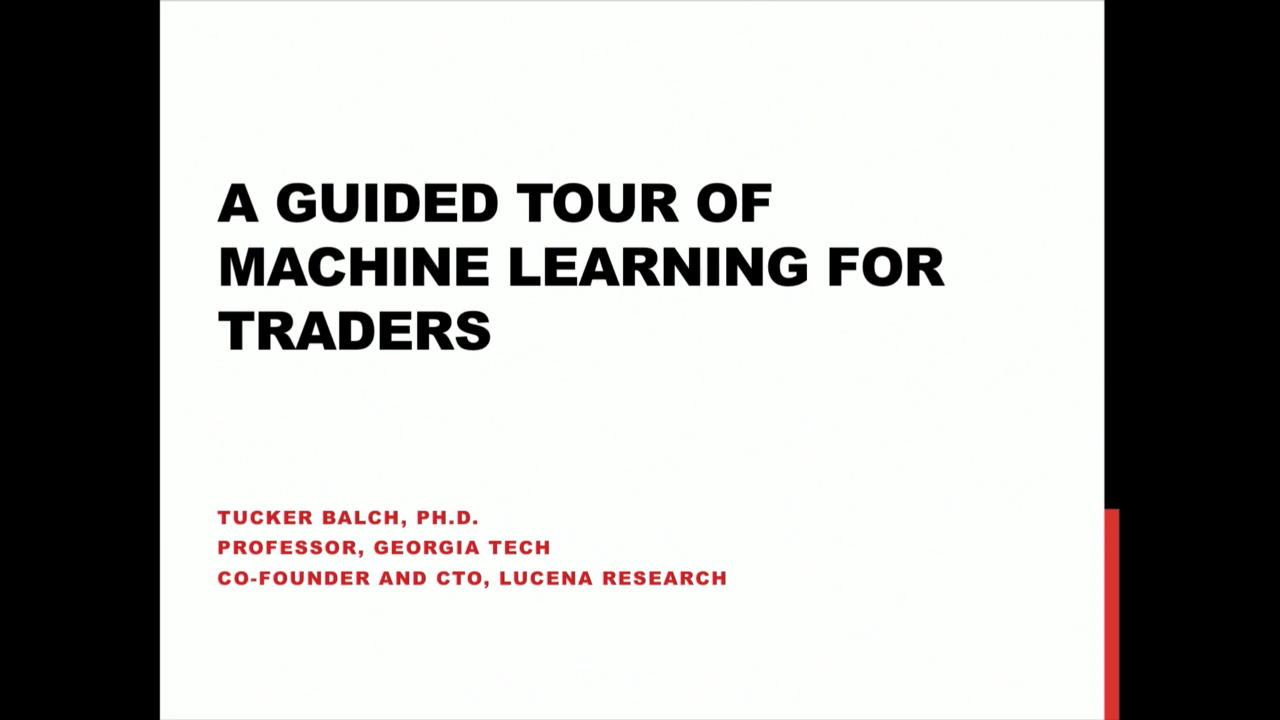 A GUIDED TOUR OF
MACHINE LEARNING FOR
TRADERS
TUCKER BALCH, PH.D.
PROFESSOR, GEORGIA TECH
CO-FOUNDER AND CTO, LUCENA RESEARCH